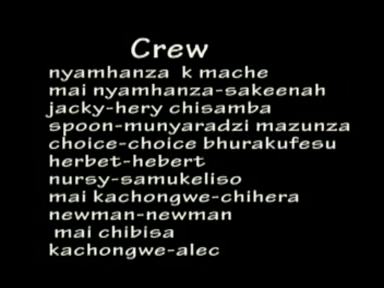 Crew
nyamhanza k mache
mai nyamhanza-sakeenah
jacky-hery chisamba
spoon-munyaradzi mazunza
choice-choice bhurakufesu
herbet-hebert
nursy-samukeliso
mai kachongwe-chihera
newman-newman
mai chibisa
kachongwe-alec